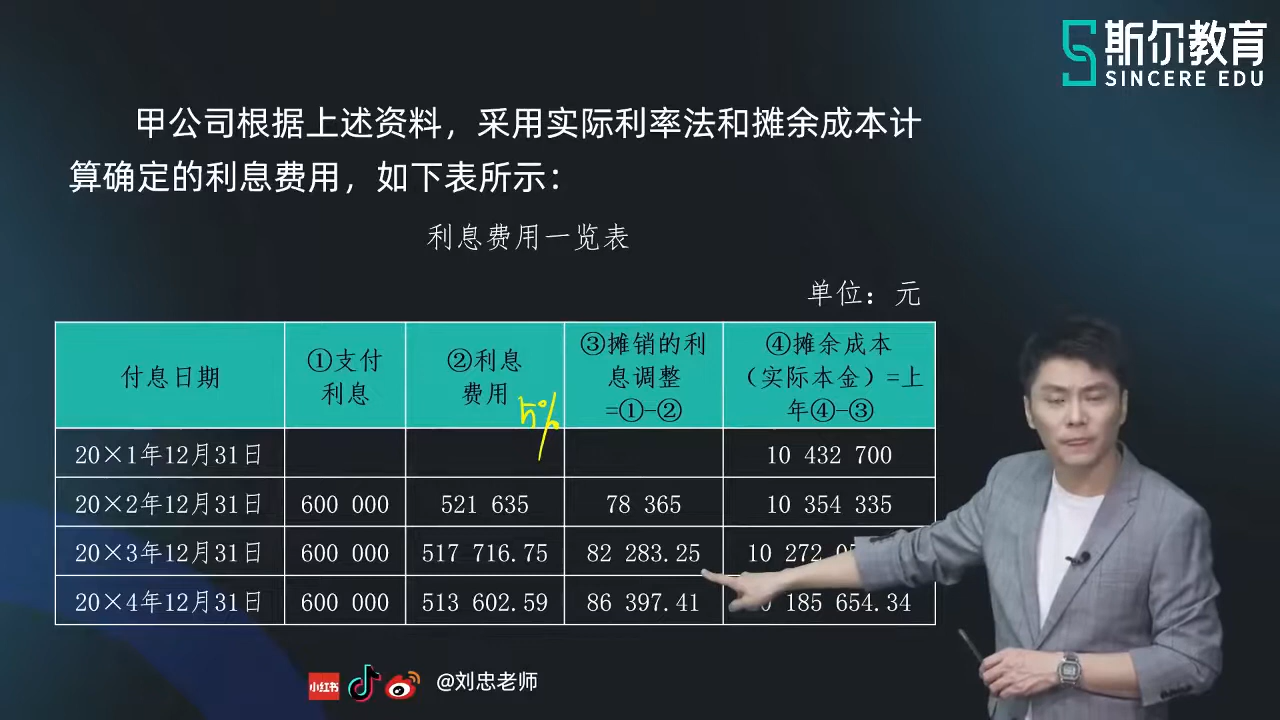 斯尔教育
SINCERE EDU
甲公司根据上述资料，采用实际利率法和摊余成本计
算确定的利息费用，如下表所示：
利息费用一览表
单位：元
付息日期 ①支付利息 ②利息费用 5% ③摊销的利息调整=①-② ④摊余成本（实际本金）=上年④-③
20×1年12月31日 10 432 700
20×2年12月31日 600 000 521 635 78 365 10 354 335
20×3年12月31日 600 000 517 716.75 82 283.25 10 272
20×4年12月31日 600 000 513 602.59 86 397.41 185 654.34
小红书 @刘忠老师